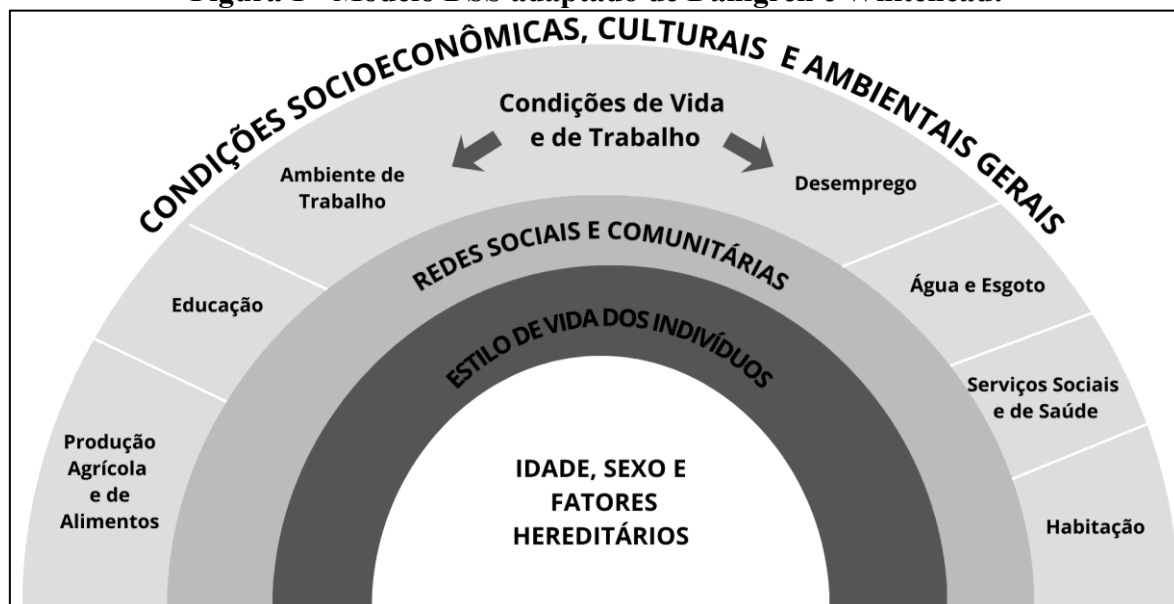 CONDIÇÕES SOCIOECONÔMICAS, CULTURAIS E AMBIENTAIS GERAIS
Condições de Vida
e de Trabalho
Ambiente de
Trabalho
Desemprego
Educação
Água e Esgoto
Produção
Agrícola
e de
Alimentos
Serviços Sociais
e de Saúde
Habitação
REDES SOCIAIS E COMUNITÁRIAS
ESTILO DE VIDA DOS INDIVÍDUOS
IDADE, SEXO E
FATORES
HEREDITÁRIOS